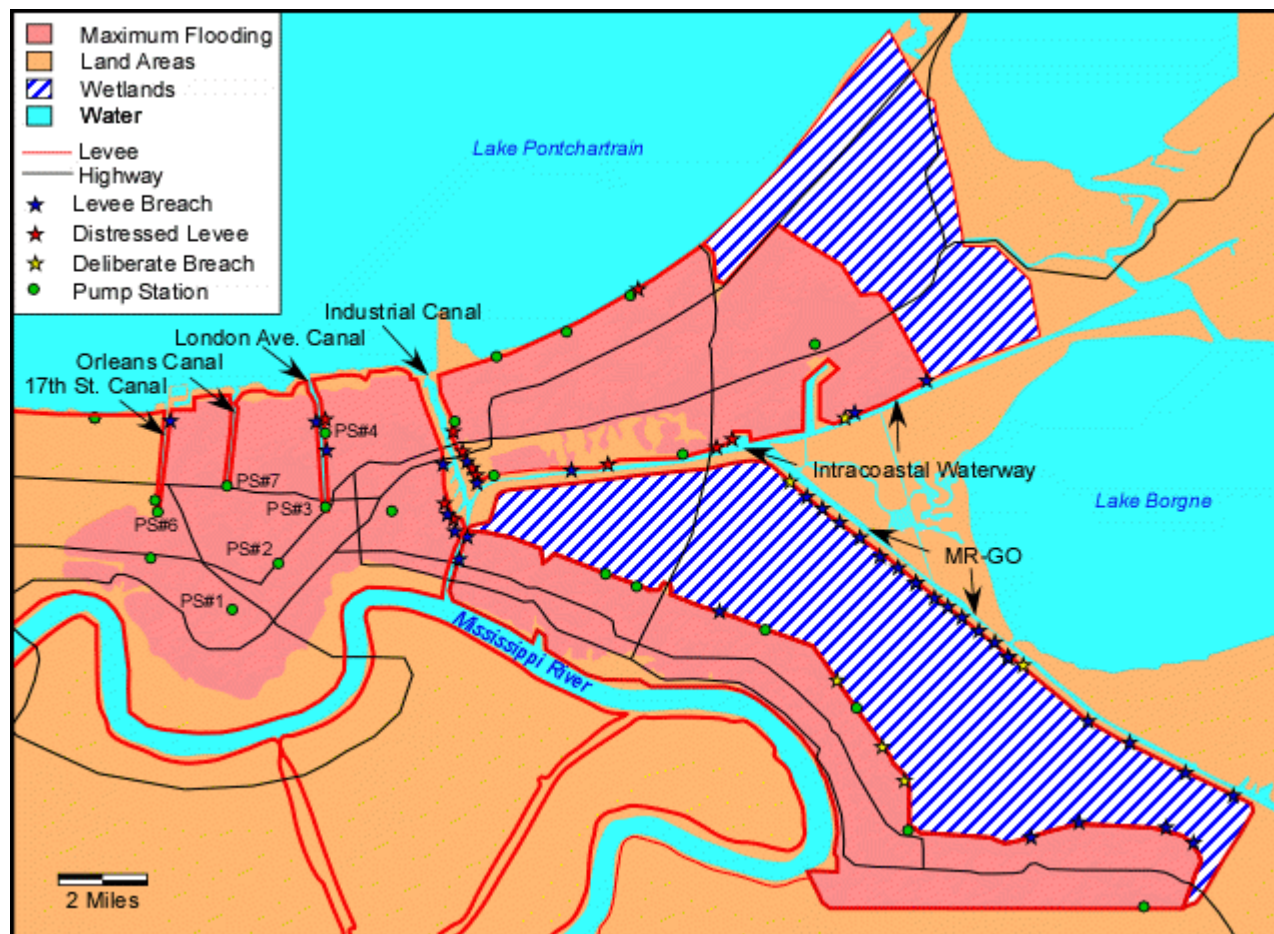 Maximum Flooding
Land Areas
Wetlands
Water
Levee
Highway
Levee Breach
Distressed Levee
Deliberate Breach
Pump Station
Lake Pontchartrain
Industrial Canal
London Ave. Canal
Orleans Canal
17th St. Canal
PS#4
PS#7
PS#6
PS#3
PS#2
PS#1
Intracoastal Waterway
Lake Borgne
MR-GO
Mississippi River
2 Miles